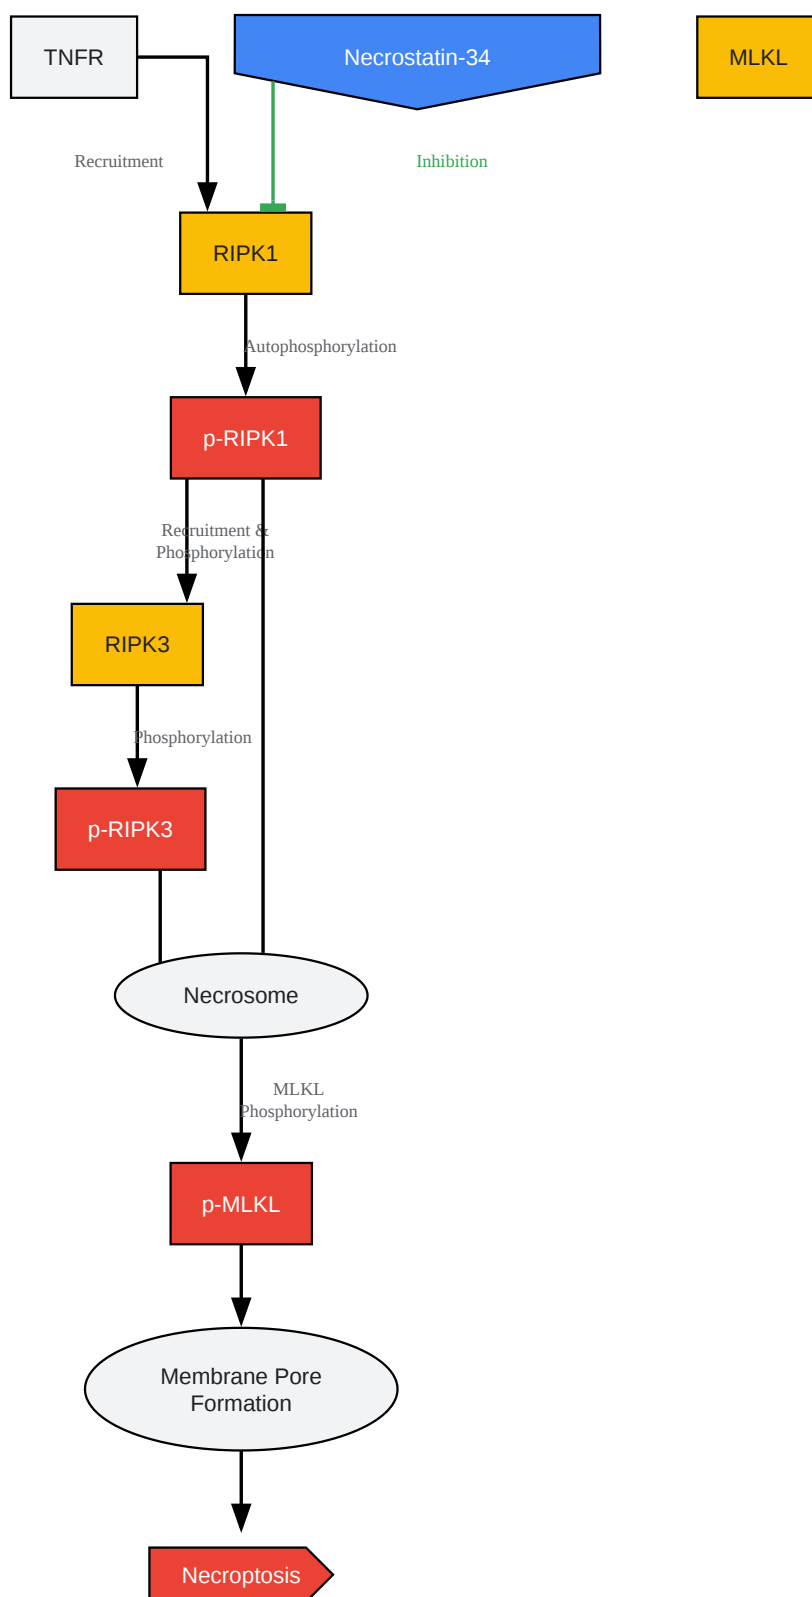 TNFR
Necrostatin-34
MLKL
Recruitment
Inhibition
RIPK1
Autophosphorylation
p-RIPK1
Recruitment &
Phosphorylation
RIPK3
Phosphorylation
p-RIPK3
Necrosome
MLKL
Phosphorylation
p-MLKL
Membrane Pore
Formation
Necroptosis